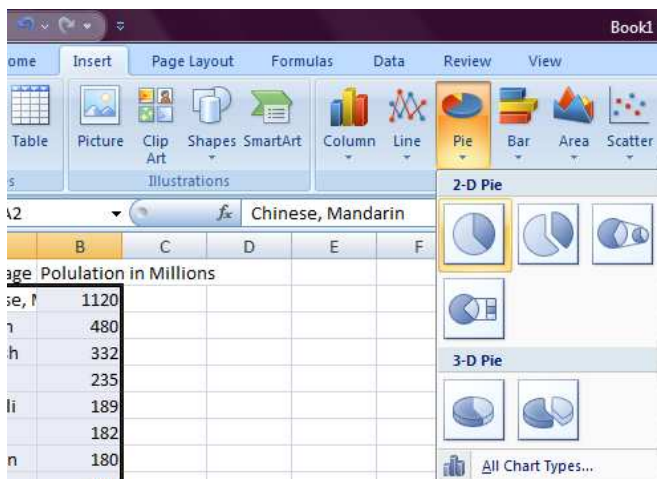 Book1
ome Insert Page Layout Formulas Data Review View
Table Picture Clip Art Shapes SmartArt Column Line Pie Bar Area Scatter
s Illustrations
A2 fx Chinese, Mandarin
2-D Pie
B C D E F
age Polulation in Millions
se, M 1120
n 480
h 332
235
li 189
182
n 180
3-D Pie
All Chart Types...